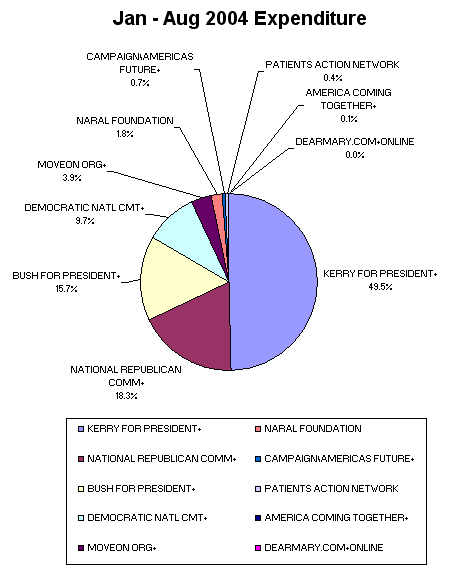 Jan - Aug 2004 Expenditure
CAMPAIGN\AMERICAS
FUTURE+
0.7%
PATIENTS ACTION NETWORK
0.4%
AMERICA COMING
TOGETHER+
0.1%
NARAL FOUNDATION
1.8%
DEARMARY.COM+ONLINE
0.0%
MOVEON ORG+
3.9%
DEMOCRATIC NATL CMT+
9.7%
BUSH FOR PRESIDENT+
15.7%
KERRY FOR PRESIDENT+
49.5%
NATIONAL REPUBLICAN
COMM+
18.3%
KERRY FOR PRESIDENT+
NARAL FOUNDATION
NATIONAL REPUBLICAN COMM+
CAMPAIGN\AMERICAS FUTURE+
BUSH FOR PRESIDENT+
PATIENTS ACTION NETWORK
DEMOCRATIC NATL CMT+
AMERICA COMING TOGETHER+
MOVEON ORG+
DEARMARY.COM+ONLINE